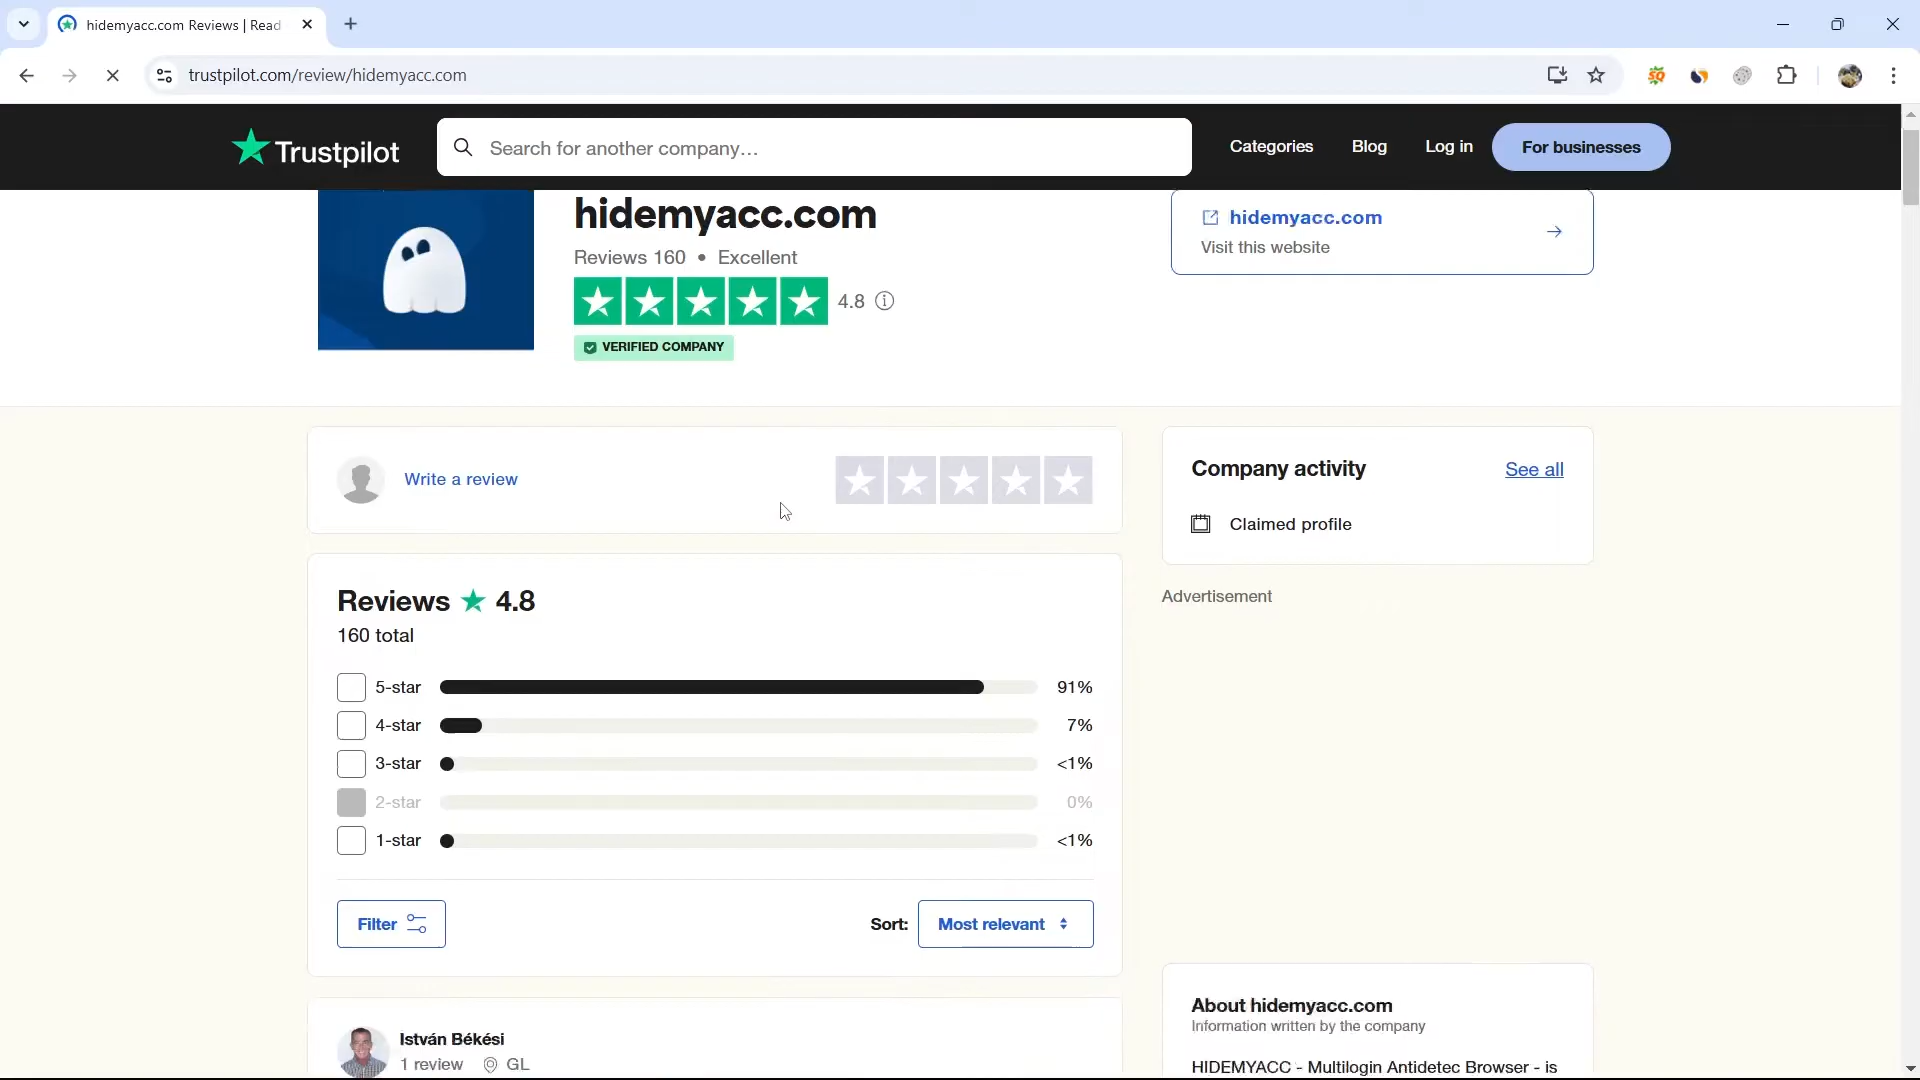 hidemyacc.com Reviews | Read
trustpilot.com/review/hidemyacc.com
Trustpilot
Search for another company…
Categories
Blog
Log in
For businesses
hidemyacc.com
Reviews 160 • Excellent
4.8
VERIFIED COMPANY
hidemyacc.com
Visit this website
Write a review
Company activity
See all
Claimed profile
Advertisement
Reviews ★ 4.8
160 total
5-star 91%
4-star 7%
3-star <1%
2-star 0%
1-star <1%
Filter
Sort: Most relevant
István Békési
1 review GL
About hidemyacc.com
Information written by the company
HIDEMYACC - Multilogin Antidetec Browser - is